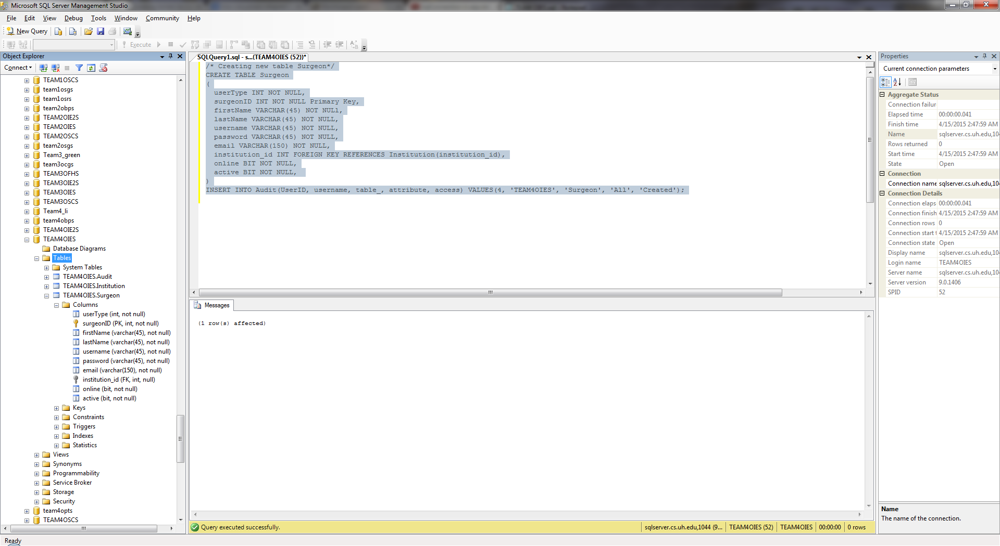 Microsoft SQL Server Management Studio
File Edit View Debug Tools Window Community Help
New Query
Execute
Object Explorer
Connect
TEAM1OSCS
team1osgs
team1osrs
team2obps
TEAM2OIE2S
TEAM2OIES
TEAM2OSCS
team2osgs
Team3_green
team3ocgs
TEAM3OFHS
TEAM3OIE2S
TEAM3OIES
TEAM3OSCS
Team4_li
team4obps
TEAM4OIE2S
TEAM4OIES
Database Diagrams
Tables
System Tables
TEAM4OIES.Audit
TEAM4OIES.Institution
TEAM4OIES.Surgeon
Columns
userType (int, not null)
surgeonID (PK, int, not null)
firstName (varchar(45), not null)
lastName (varchar(45), not null)
username (varchar(45), not null)
password (varchar(45), not null)
email (varchar(150), not null)
institution_id (FK, int, null)
online (bit, not null)
active (bit, not null)
Keys
Constraints
Triggers
Indexes
Statistics
Views
Synonyms
Programmability
Service Broker
Storage
Security
team4opts
TEAM4OSCS
SQLQuery1.sql - s...(TEAM4OIES (52))*
/* Creating new table Surgeon*/
CREATE TABLE Surgeon
(
userType INT NOT NULL,
surgeonID INT NOT NULL Primary Key,
firstName VARCHAR(45) NOT NULl,
lastName VARCHAR(45) NOT NULL,
username VARCHAR(45) NOT NULL,
password VARCHAR(45) NOT NULL,
email VARCHAR(150) NOT NULL,
institution_id INT FOREIGN KEY REFERENCES Institution(institution_id),
online BIT NOT NULL,
active BIT NOT NULL,
)
INSERT INTO Audit(UserID, username, table_, attribute, access) VALUES(4, 'TEAM4OIES', 'Surgeon', 'All', 'Created');
Messages
(1 row(s) affected)
Query executed successfully.
sqlserver.cs.uh.edu,1044 (9... TEAM4OIES (52) TEAM4OIES 00:00:00 0 rows
Properties
Current connection parameters
Aggregate Status
Connection failur
Elapsed time 00:00:00.041
Finish time 4/15/2015 2:47:59 AM
Name sqlserver.cs.uh.edu,10
Rows returned 0
Start time 4/15/2015 2:47:59 AM
State Open
Connection
Connection name sqlserver.cs.uh.edu,104
Connection Details
Connection elaps 00:00:00.041
Connection finish 4/15/2015 2:47:59 AM
Connection rows 0
Connection start t 4/15/2015 2:47:59 AM
Connection state Open
Display name sqlserver.cs.uh.edu,10
Login name TEAM4OIES
Server name sqlserver.cs.uh.edu,10
Server version 9.0.1406
SPID 52
Name
The name of the connection.
Ready